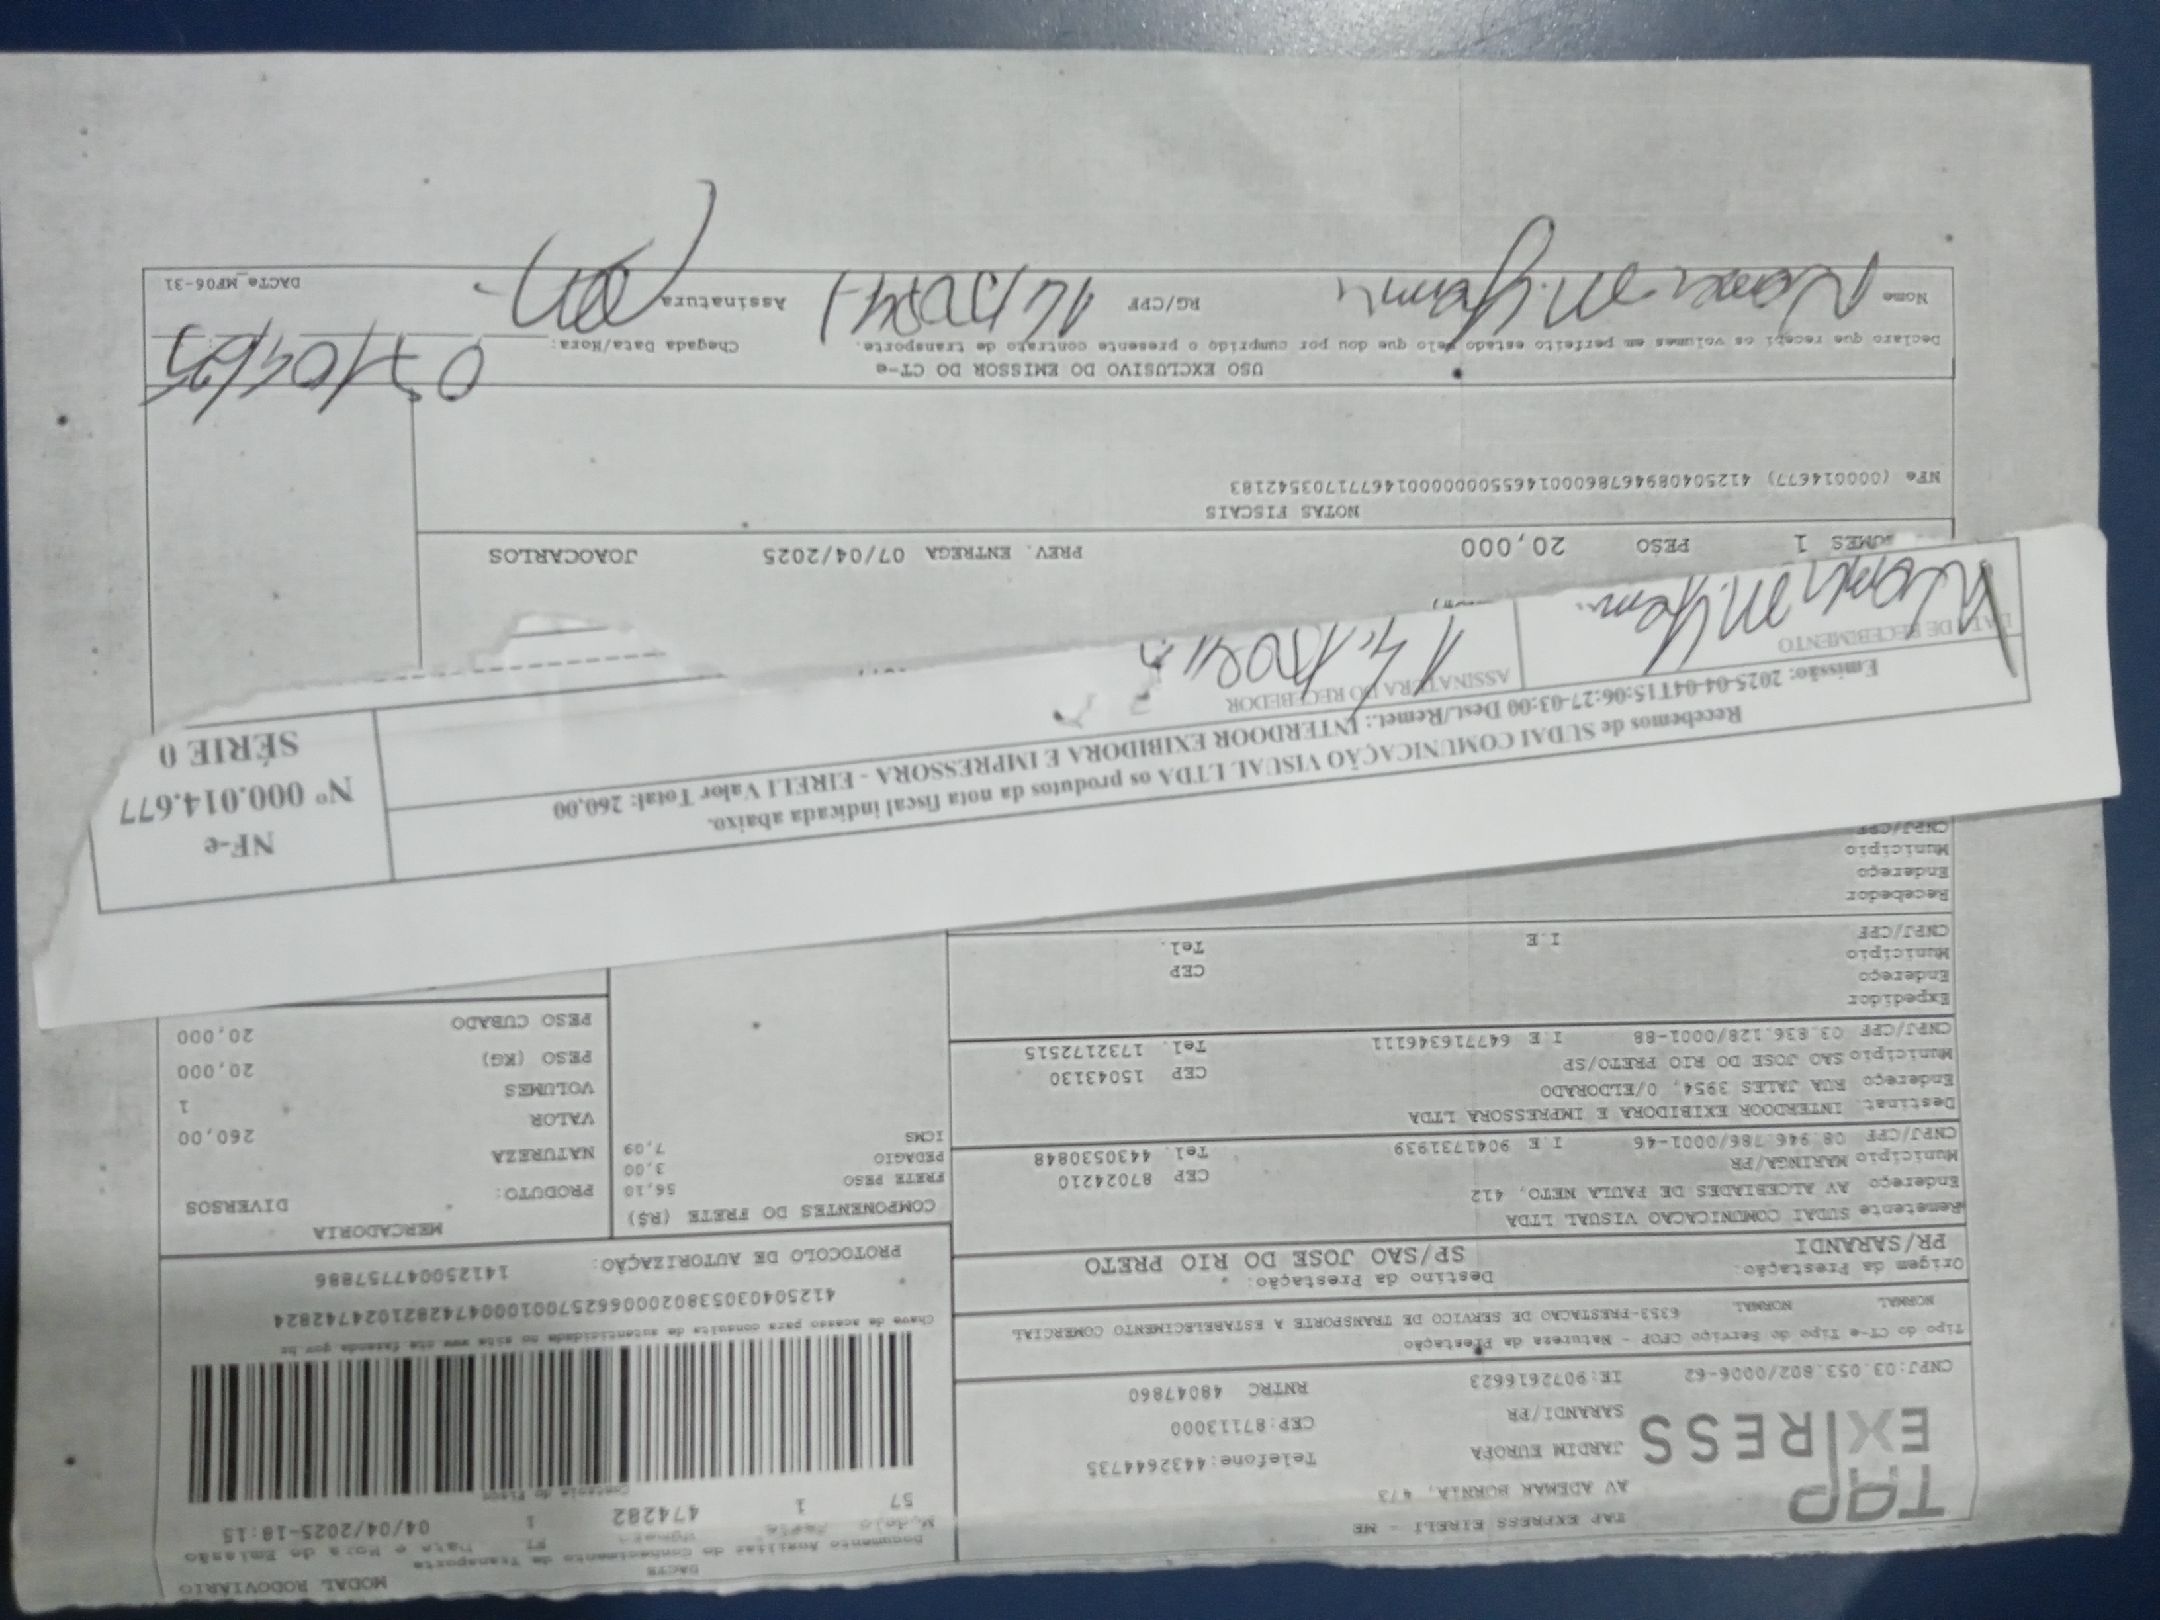 TAP EXPRESS
TAP EXPRESS EIRELI - ME
AV ADEMAR BORNIA, 473
JARDIM EUROPA
Telefone:4432644735
SARANDI/PR
CEP:87113000
CNPJ:03.053.802/0006-62 IE:9072616623 RNTRC 48047860
DACTE MODAL RODOVIÁRIO
Documento Auxiliar do Conhecimento de Transporte
Modelo Série FL Data e Hora de Emissão
57 1 474282 1 04/04/2025-18:15
Controle do Fisco
Chave de acesso para consulta de autenticidade no site www.cte.fazenda.gov.br
PROTOCOLO DE AUTORIZAÇÃO: 141250047757886
Tipo do CT-e Tipo do Serviço CFOP - Natureza da Prestação
NORMAL NORMAL 6353-PRESTACAO DE SERVICO DE TRANSPORTE A ESTABELECIMENTO COMERCIAL
Origem da Prestação: Destino da Prestação:
PR/SARANDI SP/SAO JOSE DO RIO PRETO
Remetente SUDAI COMUNICACAO VISUAL LTDA
Endereço AV ALCEBIADES DE PAULA NETO, 412
Município MARINGA/PR CEP 87024210
CNPJ/CPF 08.946.786/0001-46 I.E 9041731939 Tel. 4430530848
Destinat. INTERDOOR EXIBIDORA E IMPRESSORA LTDA
Endereço RUA JALES 3954, 0/ELDORADO
Município SAO JOSE DO RIO PRETO/SP CEP 15043130
CNPJ/CPF 03.836.128/0001-88 I.E 647716346111 Tel. 1732172515
Expedidor
Endereço
Município CEP
CNPJ/CPF I.E Tel.
Recebedor
Endereço
Município
CNPJ/CPF
COMPONENTES DO FRETE (R$)
FRETE PESO 56,10
PEDAGIO 3,00
ICMS 7,09
MERCADORIA
PRODUTO: DIVERSOS
NATUREZA
VALOR 260,00
VOLUMES 1
PESO (KG) 20,000
PESO CUBADO 20,000
Recebemos de SUDAI COMUNICAÇÃO VISUAL LTDA os produtos da nota fiscal indicada abaixo.
Emissão: 2025-04-04T15:06:27-03:00 Dest./Remet.: INTERDOOR EXIBIDORA E IMPRESSORA - EIRELI Valor Total: 260,00
DATA DE RECEBIMENTO
ASSINATURA DO RECEBEDOR
NF-e
Nº 000.014.677
SÉRIE 0
UMES 1 PESO 20,000 PREV. ENTREGA 07/04/2025 JOAOCARLOS
NOTAS FISCAIS
NFe (000014677) 41250408946786000146550000000146771703542183
USO EXCLUSIVO DO EMISSOR DO CT-e
Declaro que recebi os volumes em perfeito estado pelo que dou por cumprido o presente contrato de transporte.
Chegada Data/Hora: 07/04/25
Nome RG/CPF Assinatura
DACTe_MF06-31